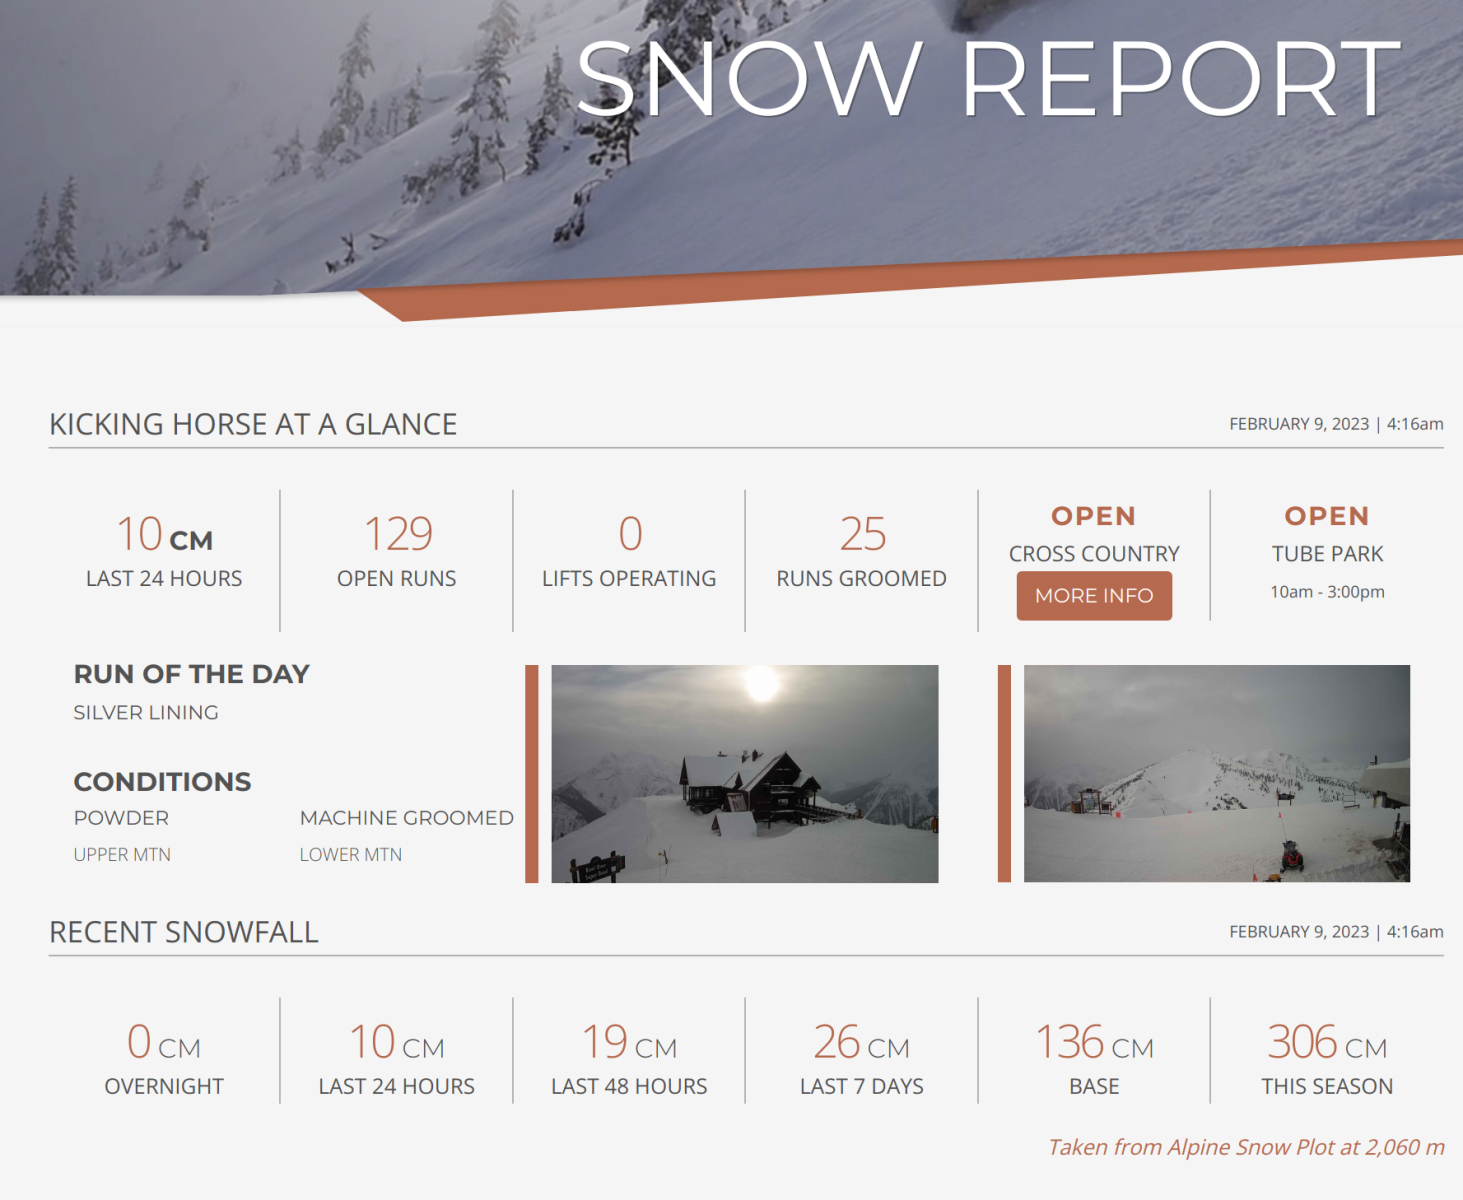 SNOW REPORT
KICKING HORSE AT A GLANCE
FEBRUARY 9, 2023 | 4:16am
10 CM
LAST 24 HOURS
129
OPEN RUNS
0
LIFTS OPERATING
25
RUNS GROOMED
OPEN
CROSS COUNTRY
MORE INFO
OPEN
TUBE PARK
10am - 3:00pm
RUN OF THE DAY
SILVER LINING
CONDITIONS
POWDER
UPPER MTN
MACHINE GROOMED
LOWER MTN
RECENT SNOWFALL
FEBRUARY 9, 2023 | 4:16am
0 CM
OVERNIGHT
10 CM
LAST 24 HOURS
19 CM
LAST 48 HOURS
26 CM
LAST 7 DAYS
136 CM
BASE
306 CM
THIS SEASON
Taken from Alpine Snow Plot at 2,060 m